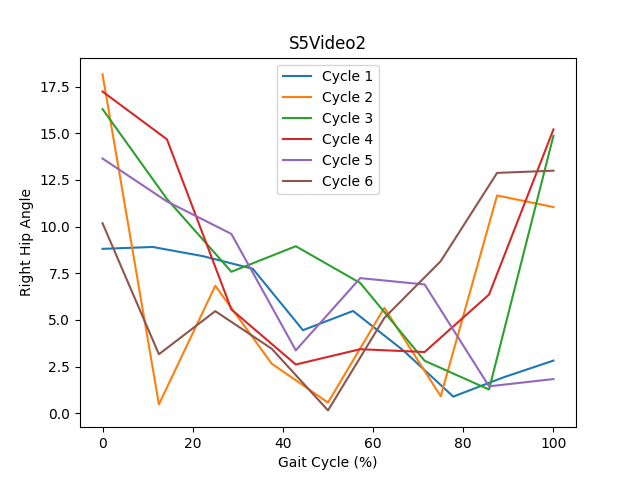 S5Video2
Cycle 1
Cycle 2
Cycle 3
Cycle 4
Cycle 5
Cycle 6
Right Hip Angle
17.5
15.0
12.5
10.0
7.5
5.0
2.5
0.0
0 20 40 60 80 100
Gait Cycle (%)